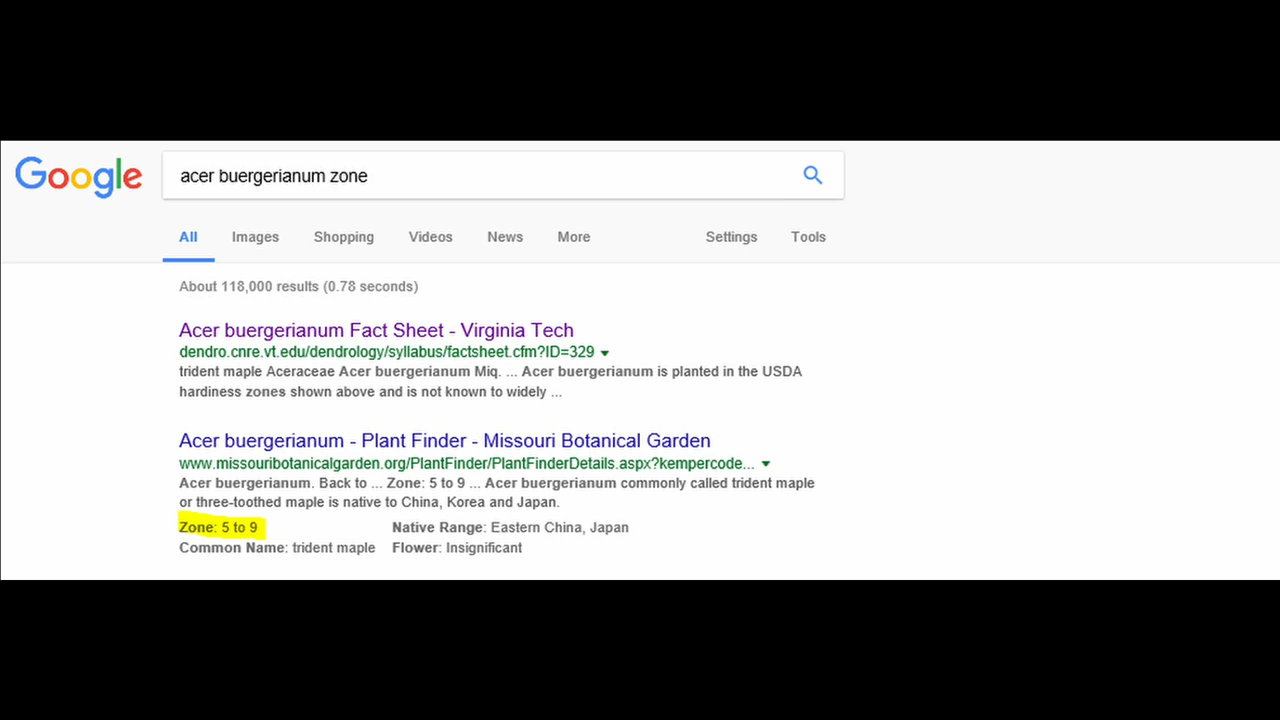 Google
acer buergerianum zone
All Images Shopping Videos News More Settings Tools
About 118,000 results (0.78 seconds)
Acer buergerianum Fact Sheet - Virginia Tech
dendro.cnre.vt.edu/dendrology/syllabus/factsheet.cfm?ID=329
trident maple Aceraceae Acer buergerianum Miq. ... Acer buergerianum is planted in the USDA
hardiness zones shown above and is not known to widely ...
Acer buergerianum - Plant Finder - Missouri Botanical Garden
www.missouribotanicalgarden.org/PlantFinder/PlantFinderDetails.aspx?kempercode...
Acer buergerianum. Back to ... Zone: 5 to 9 ... Acer buergerianum commonly called trident maple
or three-toothed maple is native to China, Korea and Japan.
Zone: 5 to 9 Native Range: Eastern China, Japan
Common Name: trident maple Flower: Insignificant